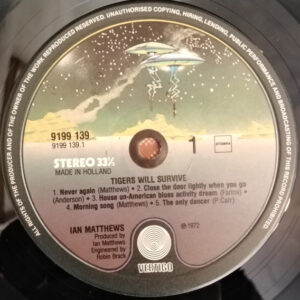 ALL RIGHTS OF THE PRODUCER AND OF THE OWNER OF THE WORK REPRODUCED RESERVED. UNAUTHORISED COPYING, HIRING, LENDING, PUBLIC PERFORMANCE AND BROADCASTING OF THIS RECORD PROHIBITED
9199 139
9199 139.1
1
STEMRA
STEREO 33⅓
MADE IN HOLLAND
TIGERS WILL SURVIVE
1. Never again (Matthews) • 2. Close the door lightly when you go
(Anderson) • 3. House un-American blues activity dream (Farina)
4. Morning song (Matthews) • 5. The only dancer (P. Carr)
IAN MATTHEWS
Produced by
Ian Matthews
Engineered by
Robin Black
℗ 1972
VERTIGO